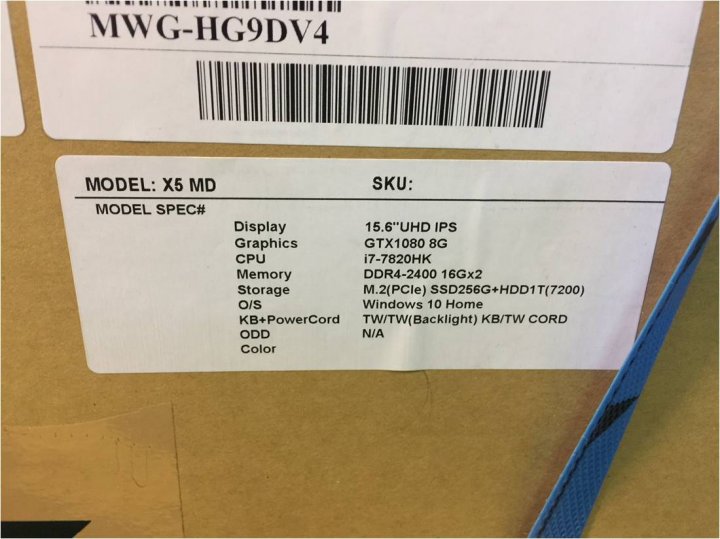 MWG-HG9DV4
MODEL: X5 MD SKU:
MODEL SPEC#
Display 15.6"UHD IPS
Graphics GTX1080 8G
CPU i7-7820HK
Memory DDR4-2400 16Gx2
Storage M.2(PCIe) SSD256G+HDD1T(7200)
O/S Windows 10 Home
KB+PowerCord TW/TW(Backlight) KB/TW CORD
ODD N/A
Color